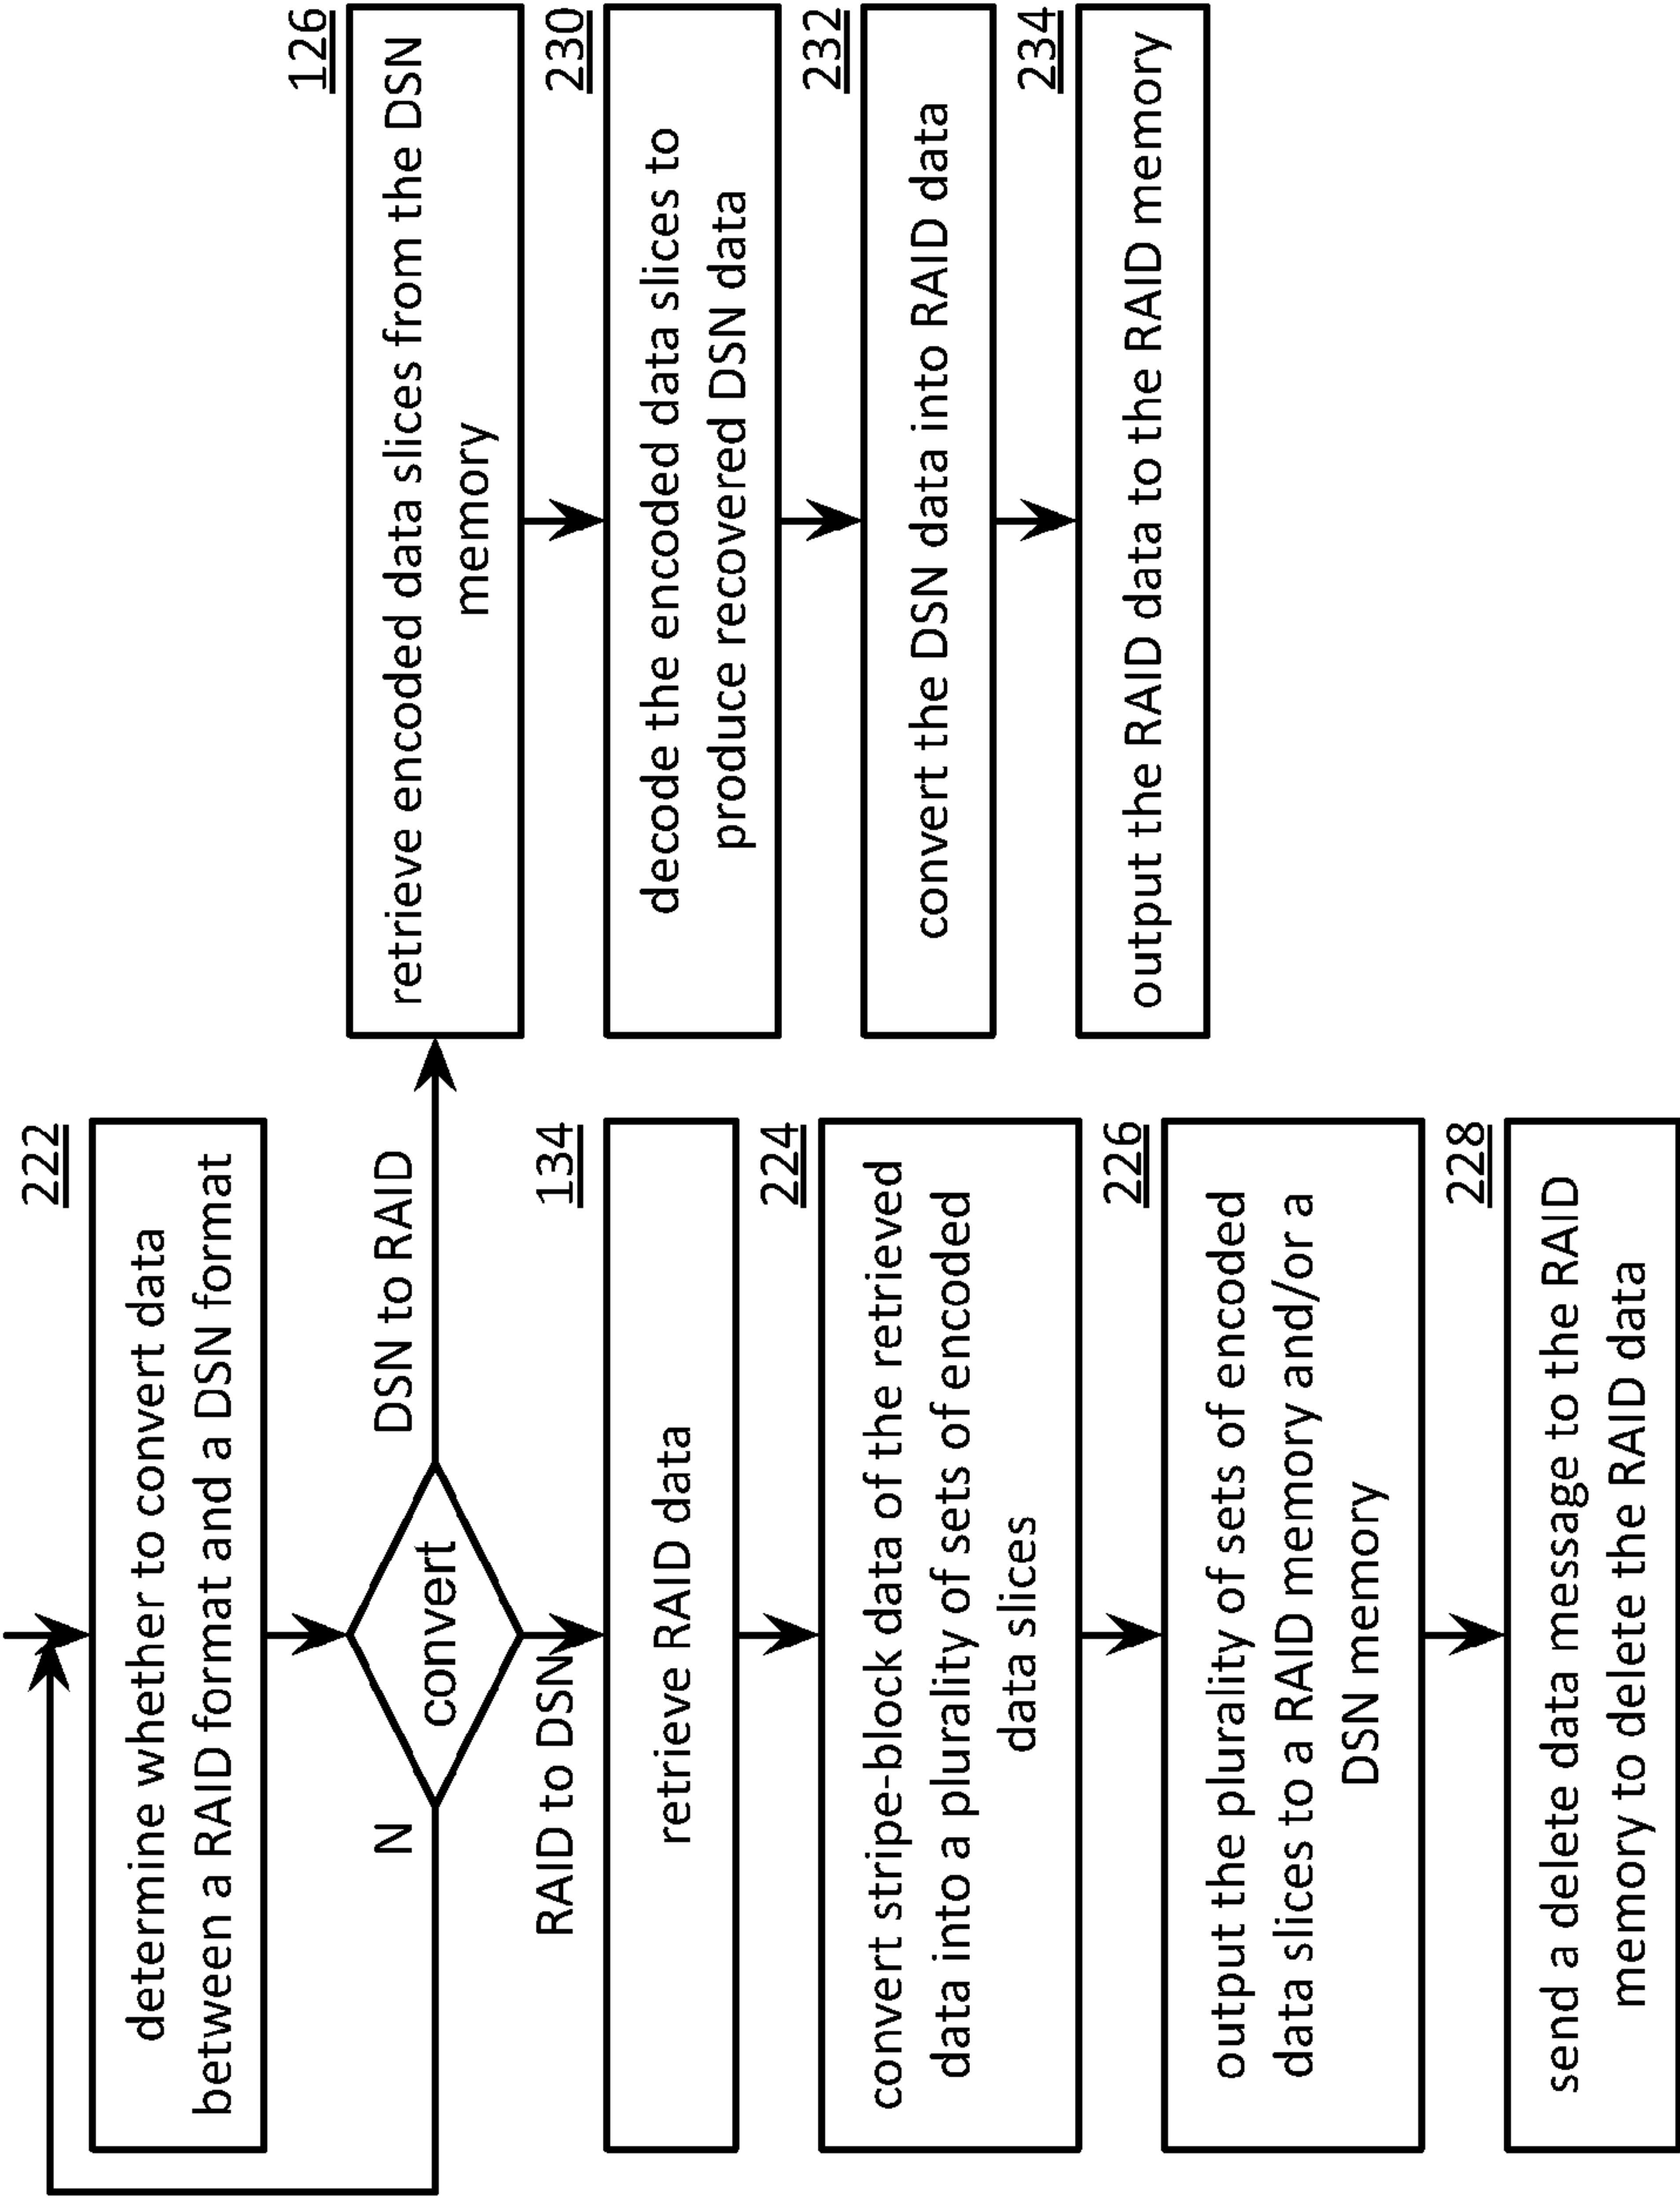 222
determine whether to convert data
between a RAID format and a DSN format
convert
N
DSN to RAID
RAID to DSN
134
retrieve RAID data
224
convert stripe-block data of the retrieved
data into a plurality of sets of encoded
data slices
226
output the plurality of sets of encoded
data slices to a RAID memory and/or a
DSN memory
228
send a delete data message to the RAID
memory to delete the RAID data
126
retrieve encoded data slices from the DSN
memory
230
decode the encoded data slices to
produce recovered DSN data
232
convert the DSN data into RAID data
234
output the RAID data to the RAID memory